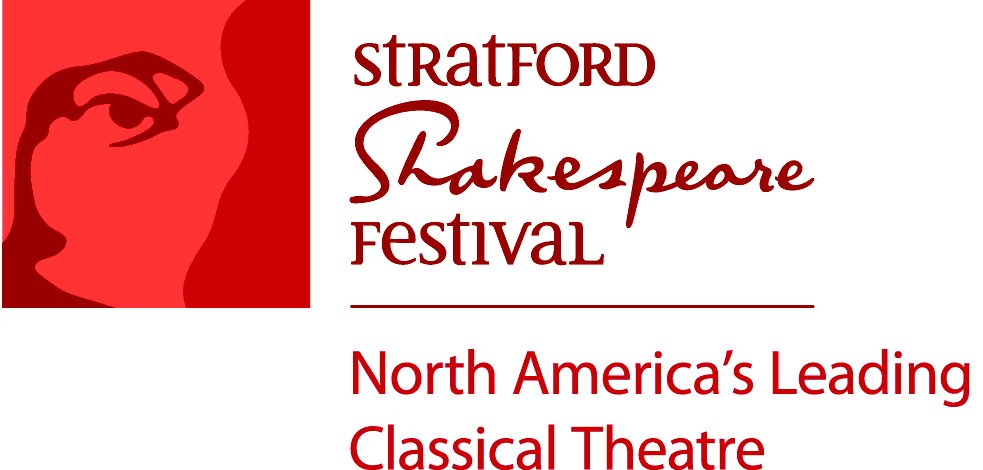 StRatFORD
Shakespeare
FestivaL
North America’s Leading
Classical Theatre